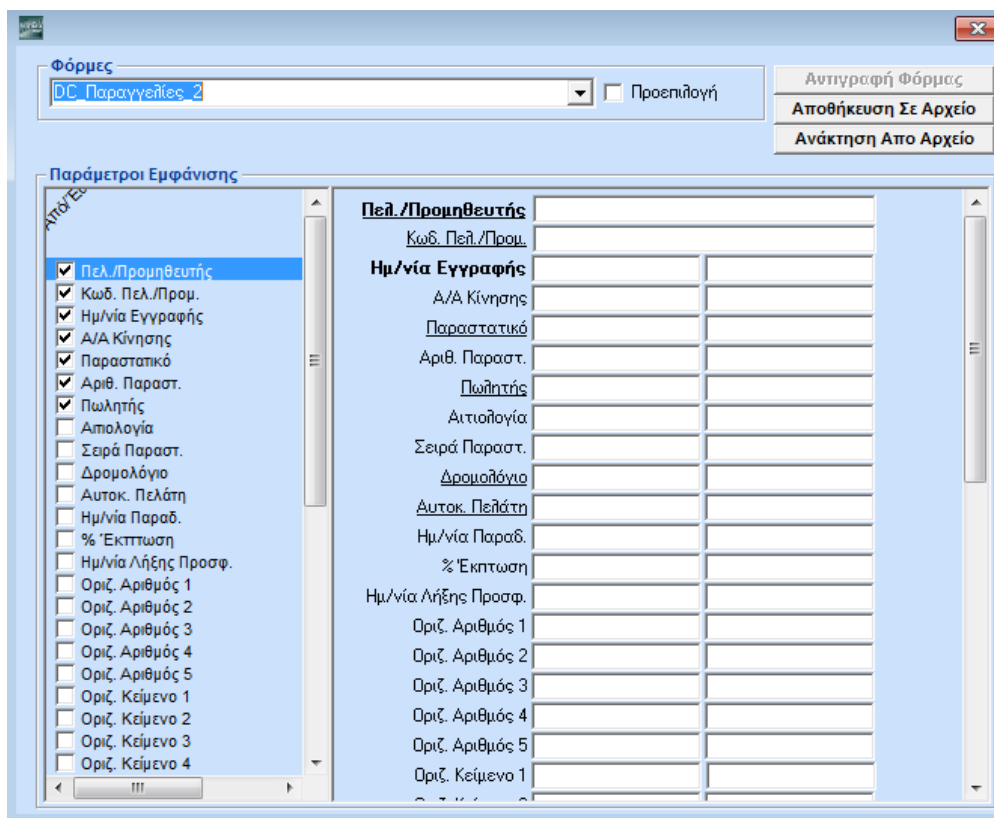 Φόρμες
DC_Παραγγελίες_2
Προεπιλογή
Αντιγραφή Φόρμας
Αποθήκευση Σε Αρχείο
Ανάκτηση Απο Αρχείο
Παράμετροι Εμφάνισης
Πελ./Προμηθευτής
Κωδ. Πελ./Προμ.
Ημ/νία Εγγραφής
Α/Α Κίνησης
Παραστατικό
Αριθ. Παραστ.
Πωλητής
Αιτιολογία
Σειρά Παραστ.
Δρομολόγιο
Αυτοκ. Πελάτη
Ημ/νία Παραδ.
% Έκπτωση
Ημ/νία Λήξης Προσφ.
Οριζ. Αριθμός 1
Οριζ. Αριθμός 2
Οριζ. Αριθμός 3
Οριζ. Αριθμός 4
Οριζ. Αριθμός 5
Οριζ. Κείμενο 1
Οριζ. Κείμενο 2
Οριζ. Κείμενο 3
Οριζ. Κείμενο 4
Πελ./Προμηθευτής
Κωδ. Πελ./Προμ.
Ημ/νία Εγγραφής
Α/Α Κίνησης
Παραστατικό
Αριθ. Παραστ.
Πωλητής
Αιτιολογία
Σειρά Παραστ.
Δρομολόγιο
Αυτοκ. Πελάτη
Ημ/νία Παραδ.
% Έκπτωση
Ημ/νία Λήξης Προσφ.
Οριζ. Αριθμός 1
Οριζ. Αριθμός 2
Οριζ. Αριθμός 3
Οριζ. Αριθμός 4
Οριζ. Αριθμός 5
Οριζ. Κείμενο 1